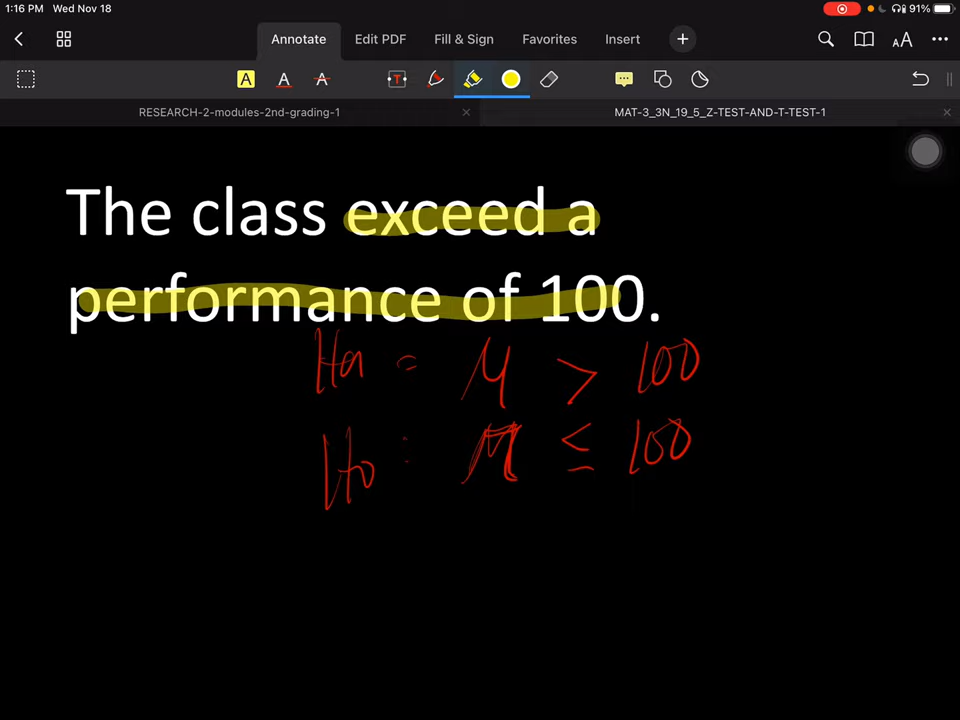 1:16 PM Wed Nov 18 91%
Annotate Edit PDF Fill & Sign Favorites Insert
A A A T AA
RESEARCH-2-modules-2nd-grading-1 MAT-3_3N_19_5_Z-TEST-AND-T-TEST-1
The class exceed a
performance of 100.
Ha = μ > 100
Ho : μ ≤ 100